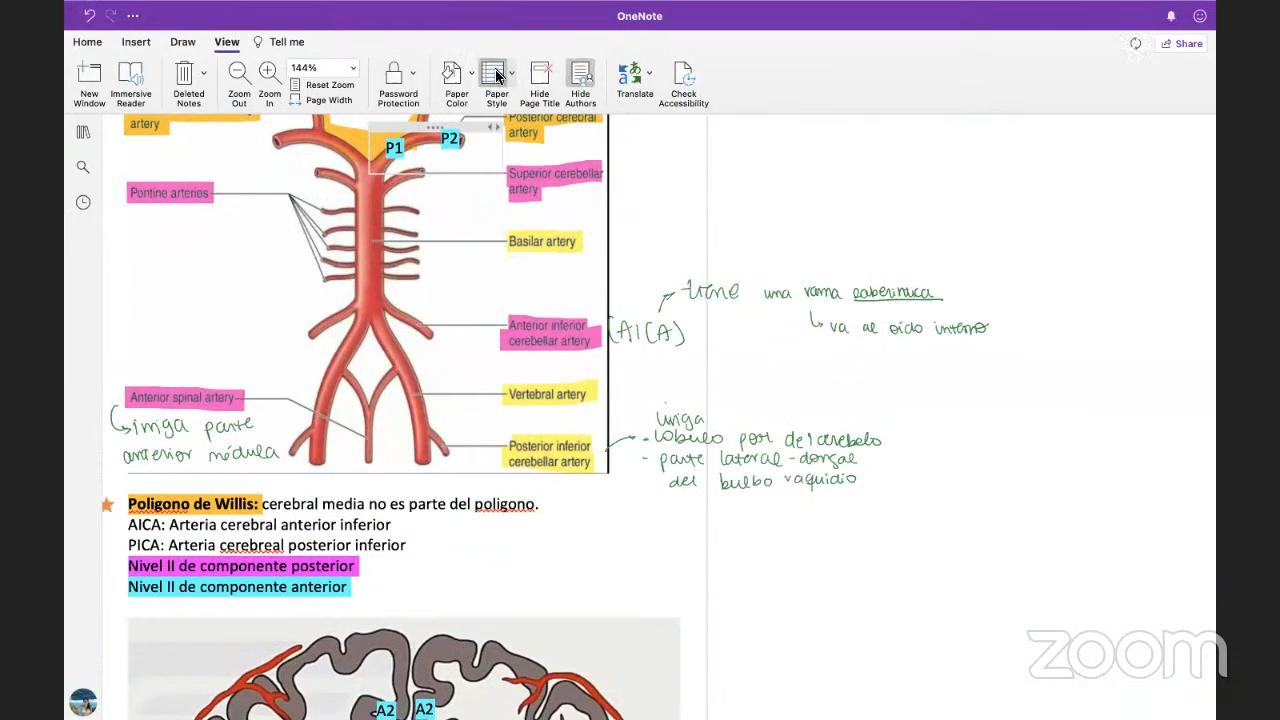 OneNote
Home Insert Draw View Tell me
Share
144%
Reset Zoom
Page Width
New Window
Immersive Reader
Deleted Notes
Zoom Out
Zoom In
Password Protection
Paper Color
Paper Style
Hide Page Title
Hide Authors
Translate
Check Accessibility
artery
Posterior cerebral
artery
P1
P2
Superior cerebellar
artery
Pontine arteries
Basilar artery
tiene una rama
va al oído interno
Anterior inferior
cerebellar artery
(AICA)
Anterior spinal artery
irriga parte
anterior médula
Vertebral artery
irriga
Posterior inferior
cerebellar artery
- lóbulo post del cerebelo
- parte lateral-dorsal
del bulbo raquídio
Poligono de Willis: cerebral media no es parte del poligono.
AICA: Arteria cerebral anterior inferior
PICA: Arteria cerebreal posterior inferior
Nivel II de componente posterior
Nivel II de componente anterior
A2
A2
zoom